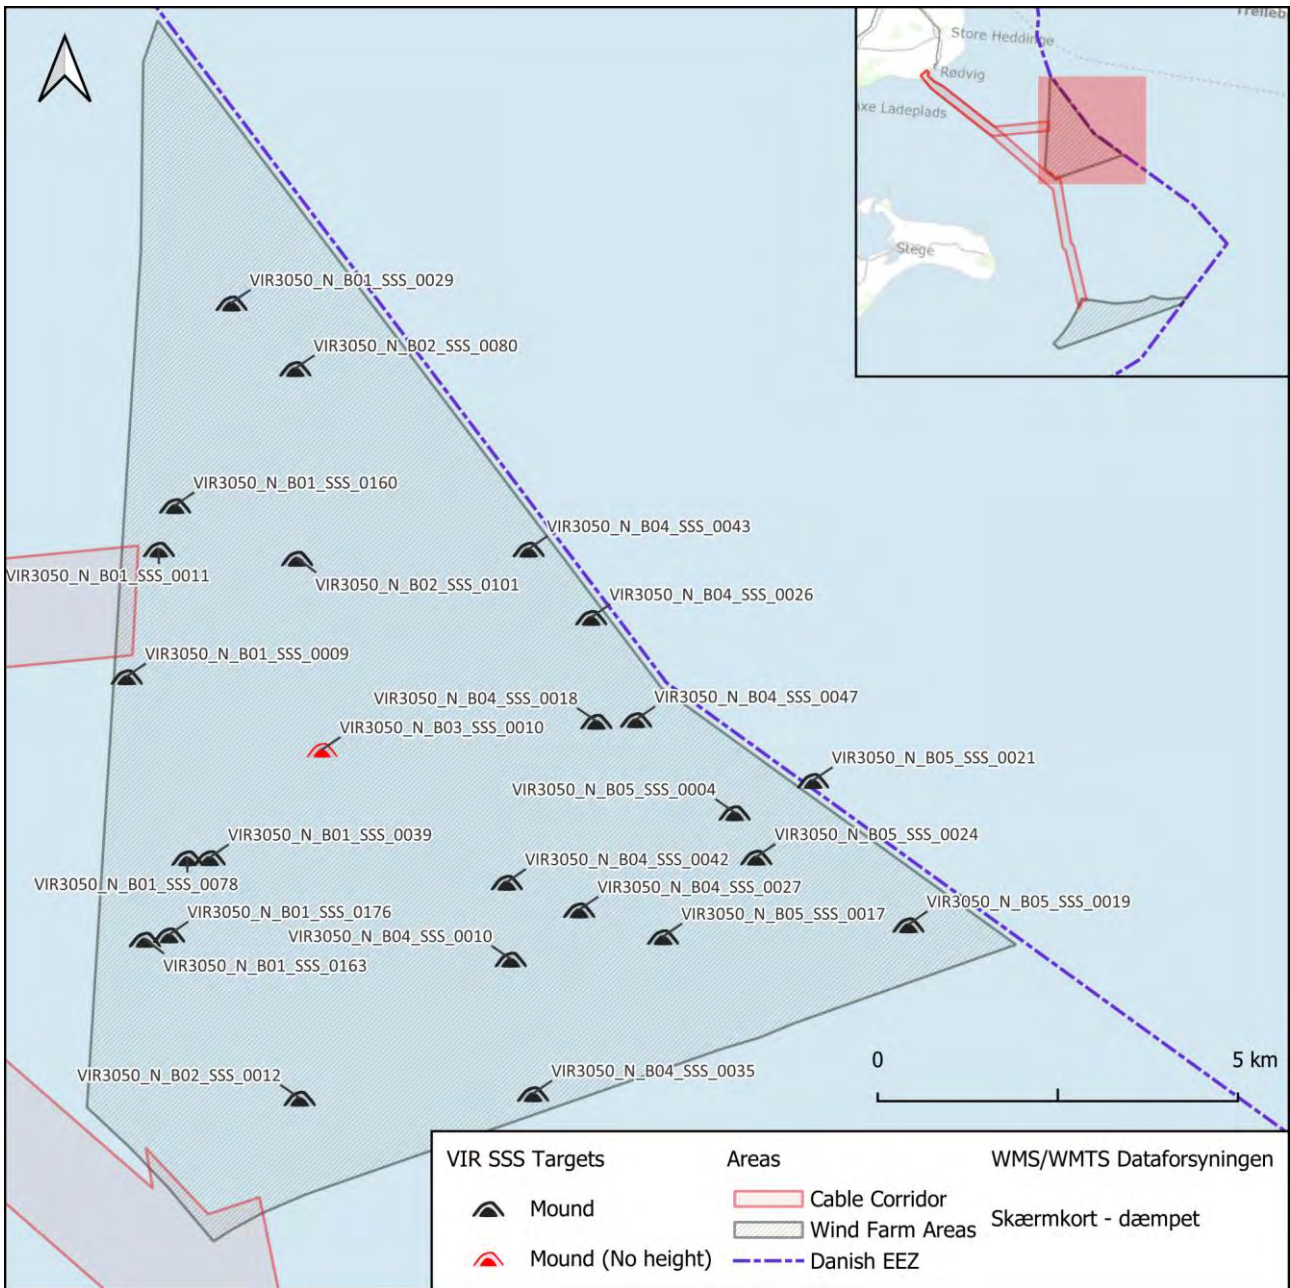 Trelleb
Store Heddinge
Rødvig
axe Ladeplads
Stege
VIR3050_N_B01_SSS_0029
VIR3050_N_B02_SSS_0080
VIR3050_N_B01_SSS_0160
VIR3050_N_B04_SSS_0043
VIR3050_N_B01_SSS_0011
VIR3050_N_B02_SSS_0101
VIR3050_N_B04_SSS_0026
VIR3050_N_B01_SSS_0009
VIR3050_N_B04_SSS_0018
VIR3050_N_B04_SSS_0047
VIR3050_N_B03_SSS_0010
VIR3050_N_B05_SSS_0021
VIR3050_N_B05_SSS_0004
VIR3050_N_B01_SSS_0039
VIR3050_N_B05_SSS_0024
VIR3050_N_B04_SSS_0042
VIR3050_N_B01_SSS_0078
VIR3050_N_B04_SSS_0027
VIR3050_N_B05_SSS_0019
VIR3050_N_B01_SSS_0176
VIR3050_N_B05_SSS_0017
VIR3050_N_B04_SSS_0010
VIR3050_N_B01_SSS_0163
0 5 km
VIR3050_N_B02_SSS_0012
VIR3050_N_B04_SSS_0035
VIR SSS Targets
Mound
Mound (No height)
Areas
Cable Corridor
Wind Farm Areas
Danish EEZ
WMS/WMTS Dataforsyningen
Skærmkort - dæmpet